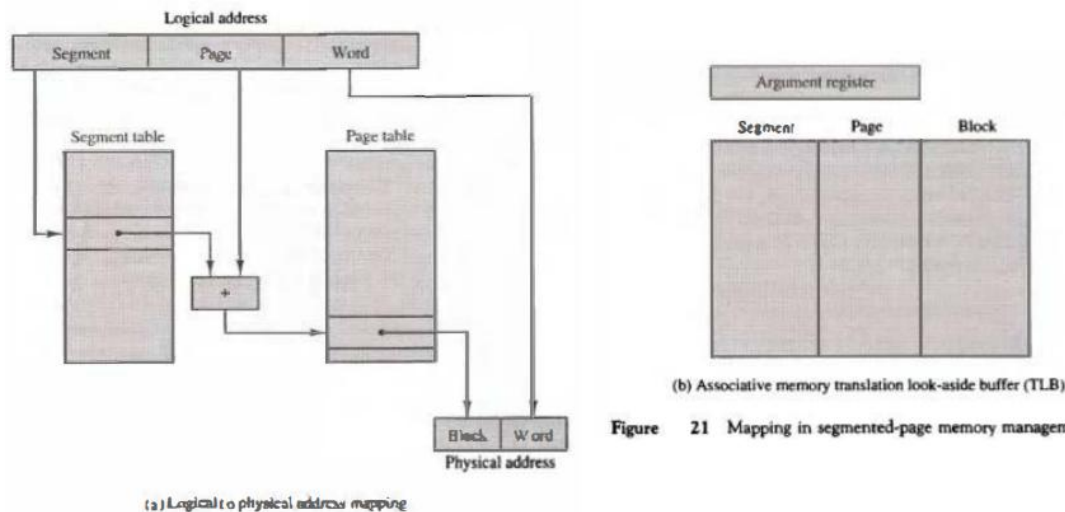 Logical address
Segment Page Word
Segment table
Page table
+
Block Word
Physical address
(a) Logical to physical address mapping
Argument register
Segment Page Block
(b) Associative memory translation look-aside buffer (TLB)
Figure 21 Mapping in segmented-page memory managem